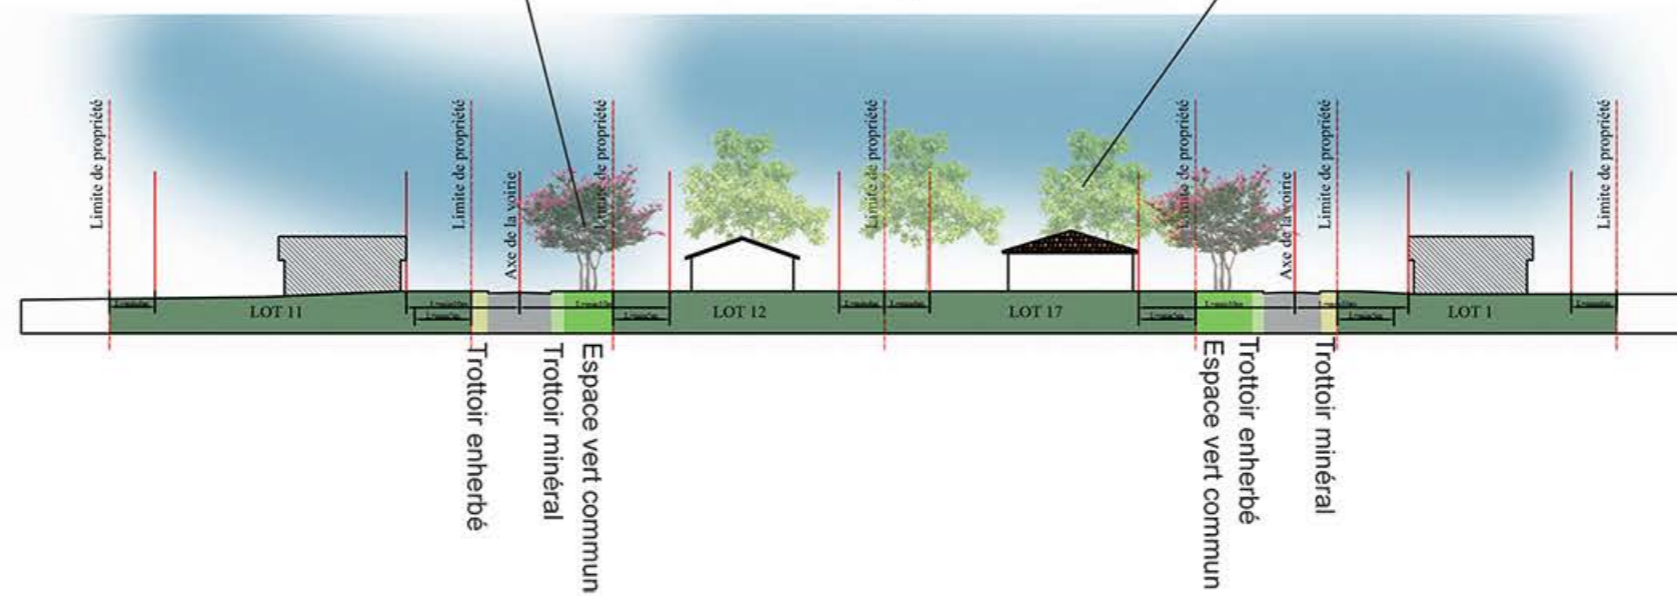 Limite de propriété
Limite de propriété
Axe de la voirie
Limite de propriété
Limite de propriété
Limite de propriété
Axe de la voirie
Limite de propriété
Limite de propriété
LOT 11
LOT 12
LOT 17
LOT 1
Trottoir enherbé
Trottoir minéral
Espace vert commun
Espace vert commun
Trottoir enherbé
Trottoir minéral